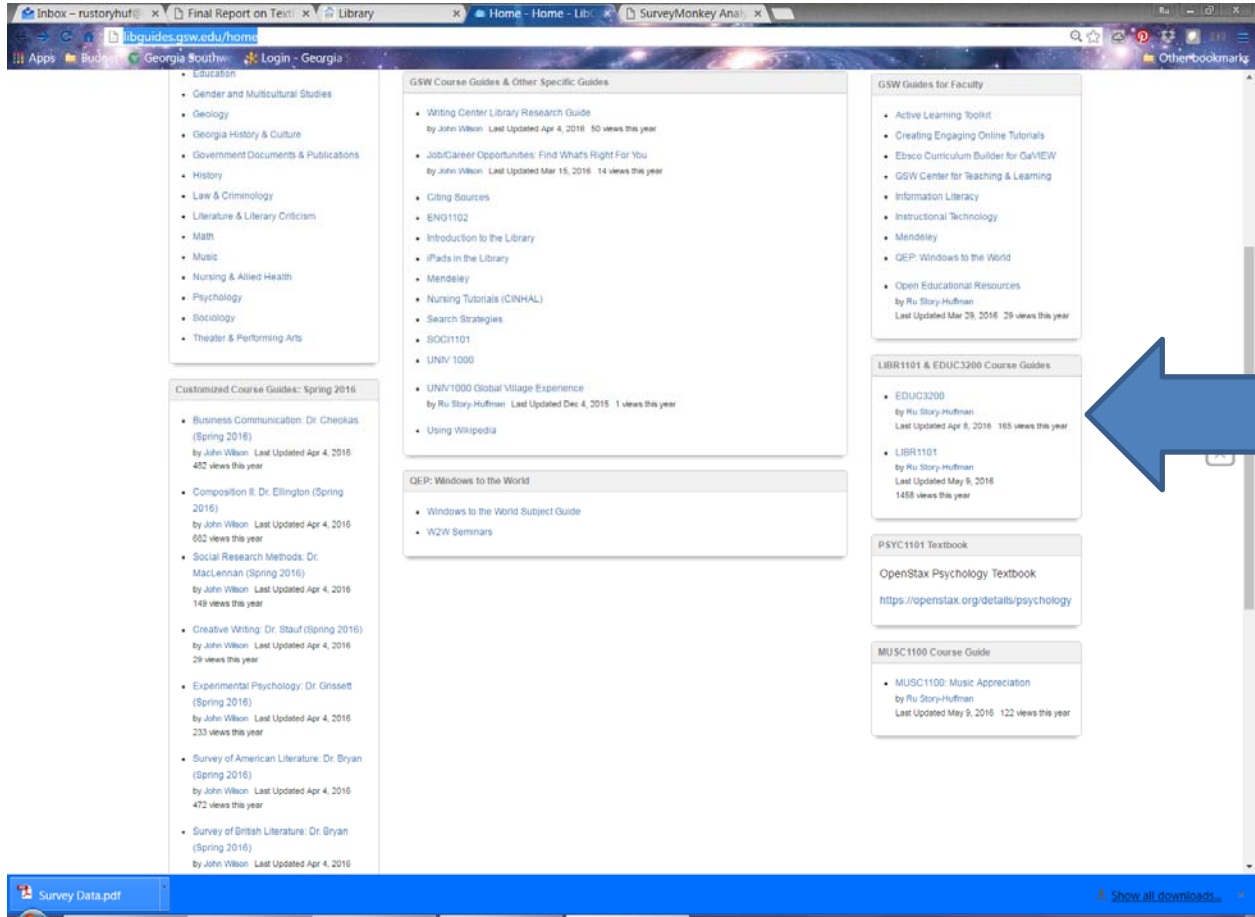 Inbox – rustoryhuf@
Final Report on Text
Library
Home - Home - Lib
SurveyMonkey Analy
Ru
libguides.gsw.edu/home
Apps
Budget
Georgia Southw
Login - Georgia S
Other bookmarks
Education
Gender and Multicultural Studies
Geology
Georgia History & Culture
Government Documents & Publications
History
Law & Criminology
Literature & Literary Criticism
Math
Music
Nursing & Allied Health
Psychology
Sociology
Theater & Performing Arts
Customized Course Guides: Spring 2016
Business Communication: Dr. Cheokas
(Spring 2016)
by John Wilson Last Updated Apr 4, 2016
482 views this year
Composition II: Dr. Ellington (Spring
2016)
by John Wilson Last Updated Apr 4, 2016
662 views this year
Social Research Methods: Dr.
MacLennan (Spring 2016)
by John Wilson Last Updated Apr 4, 2016
149 views this year
Creative Writing: Dr. Stauf (Spring 2016)
by John Wilson Last Updated Apr 4, 2016
29 views this year
Experimental Psychology: Dr. Grissett
(Spring 2016)
by John Wilson Last Updated Apr 4, 2016
233 views this year
Survey of American Literature: Dr. Bryan
(Spring 2016)
by John Wilson Last Updated Apr 4, 2016
472 views this year
Survey of British Literature: Dr. Bryan
(Spring 2016)
by John Wilson Last Updated Apr 4, 2016
GSW Course Guides & Other Specific Guides
Writing Center Library Research Guide
by John Wilson Last Updated Apr 4, 2016 50 views this year
Job/Career Opportunities: Find What's Right For You
by John Wilson Last Updated Mar 15, 2016 14 views this year
Citing Sources
ENG1102
Introduction to the Library
iPads in the Library
Mendeley
Nursing Tutorials (CINHAL)
Search Strategies
SOCI1101
UNIV 1000
UNIV1000 Global Village Experience
by Ru Story-Huffman Last Updated Dec 4, 2015 1 views this year
Using Wikipedia
QEP: Windows to the World
Windows to the World Subject Guide
W2W Seminars
GSW Guides for Faculty
Active Learning Toolkit
Creating Engaging Online Tutorials
Ebsco Curriculum Builder for GaVIEW
GSW Center for Teaching & Learning
Information Literacy
Instructional Technology
Mendeley
QEP: Windows to the World
Open Educational Resources
by Ru Story-Huffman
Last Updated Mar 29, 2016 29 views this year
LIBR1101 & EDUC3200 Course Guides
EDUC3200
by Ru Story-Huffman
Last Updated Apr 8, 2016 165 views this year
LIBR1101
by Ru Story-Huffman
Last Updated May 9, 2016
1458 views this year
PSYC1101 Textbook
OpenStax Psychology Textbook
https://openstax.org/details/psychology
MUSC1100 Course Guide
MUSC1100: Music Appreciation
by Ru Story-Huffman
Last Updated May 9, 2016 122 views this year
Survey Data.pdf
Show all downloads...